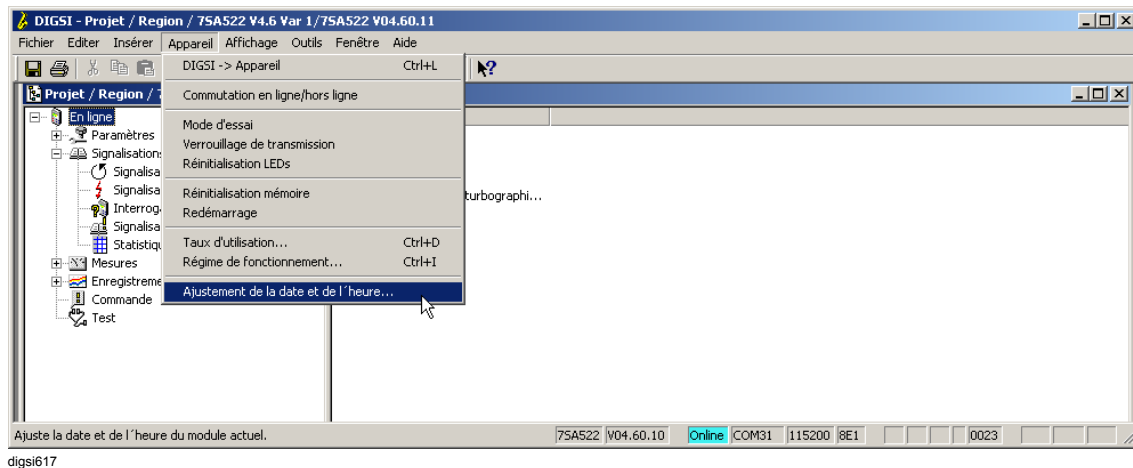 DIGSI - Projet / Region / 7SA522 V4.6 Var 1/7SA522 V04.60.11
Fichier Editer Insérer Appareil Affichage Outils Fenêtre Aide
DIGSI -> Appareil Ctrl+L
Commutation en ligne/hors ligne
Mode d'essai
Verrouillage de transmission
Réinitialisation LEDs
Réinitialisation mémoire
Redémarrage
Taux d'utilisation... Ctrl+D
Régime de fonctionnement... Ctrl+I
Ajustement de la date et de l´heure...
Projet / Region /
En ligne
Paramètres
Signalisation
Signalisa
Signalisa
Interrog
Signalisa
Statistiqu
Mesures
Enregistreme
Commande
Test
turbographi...
Ajuste la date et de l´heure du module actuel.
7SA522 V04.60.10 Online COM31 115200 8E1 0023
digsi617